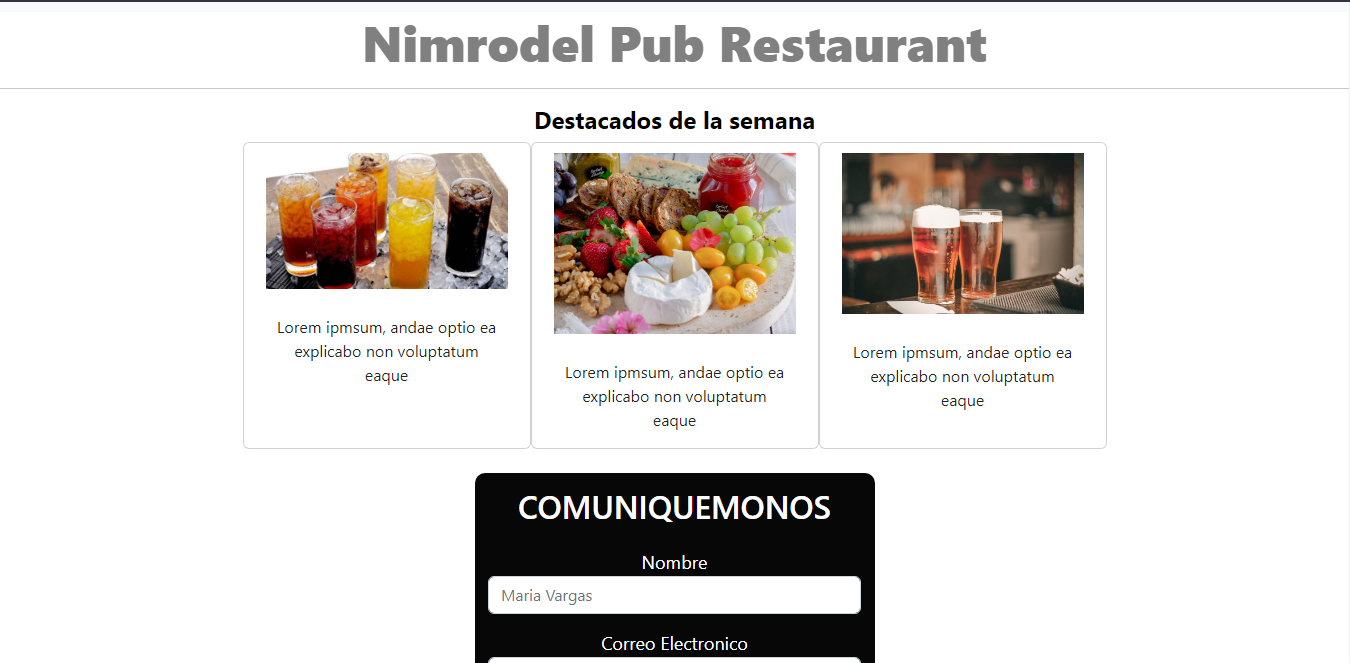 Nimrodel Pub Restaurant
Destacados de la semana
Lorem ipmsum, andae optio ea
explicabo non voluptatum
eaque
Lorem ipmsum, andae optio ea
explicabo non voluptatum
eaque
Lorem ipmsum, andae optio ea
explicabo non voluptatum
eaque
COMUNIQUEMONOS
Nombre
Maria Vargas
Correo Electronico